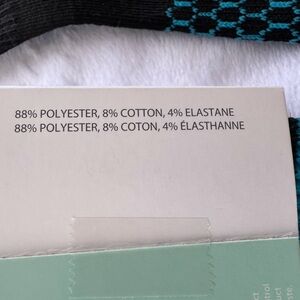 88% POLYESTER, 8% COTTON, 4% ELASTANE
88% POLYESTER, 8% COTON, 4% ÉLASTHANNE